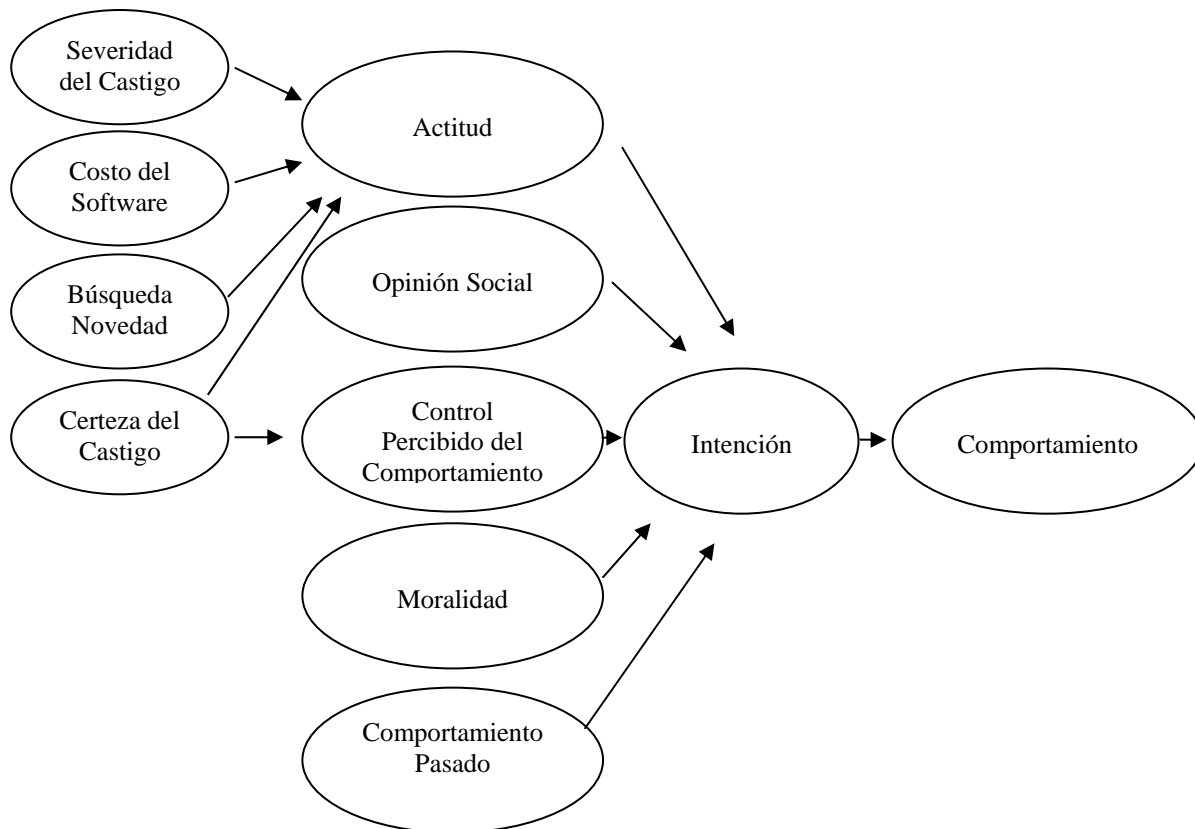 Severidad
del Castigo
Costo del
Software
Búsqueda
Novedad
Certeza del
Castigo
Actitud
Opinión Social
Control
Percibido del
Comportamiento
Moralidad
Comportamiento
Pasado
Intención
Comportamiento